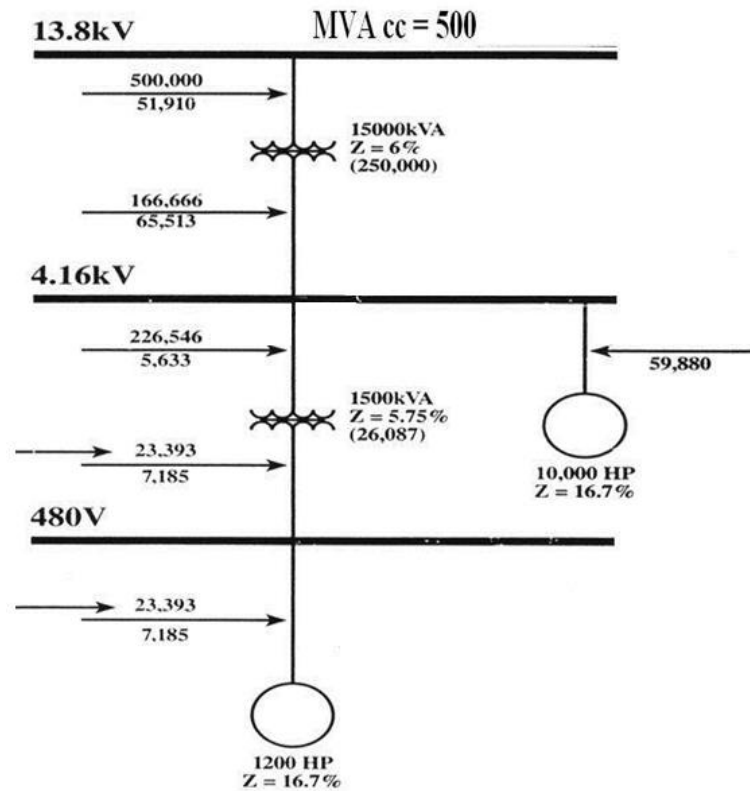 13.8kV
MVA cc = 500
500,000
51,910
15000kVA
Z = 6%
(250,000)
166,666
65,513
4.16kV
226,546
5,633
59,880
1500kVA
Z = 5.75%
(26,087)
23,393
7,185
10,000 HP
Z = 16.7%
480V
23,393
7,185
1200 HP
Z = 16.7%